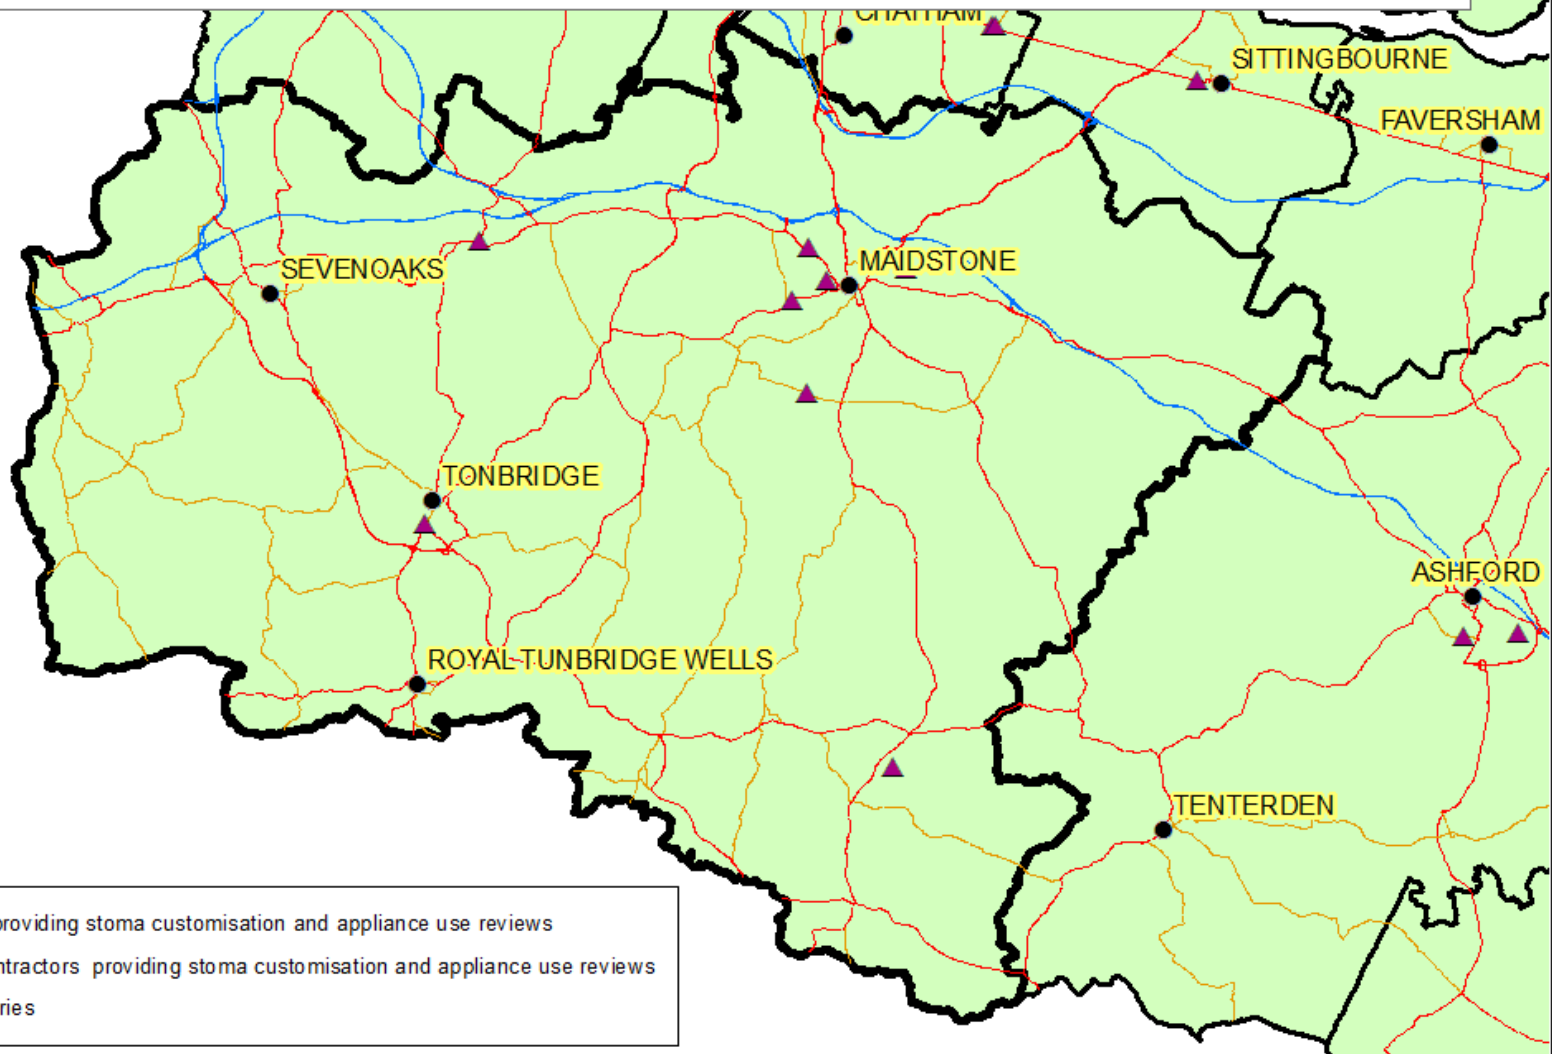 CHATHAM
SITTINGBOURNE
FAVERSHAM
MAIDSTONE
SEVENOAKS
TONBRIDGE
ASHFORD
ROYAL TUNBRIDGE WELLS
TENTERDEN
providing stoma customisation and appliance use reviews
ntractors providing stoma customisation and appliance use reviews
ries